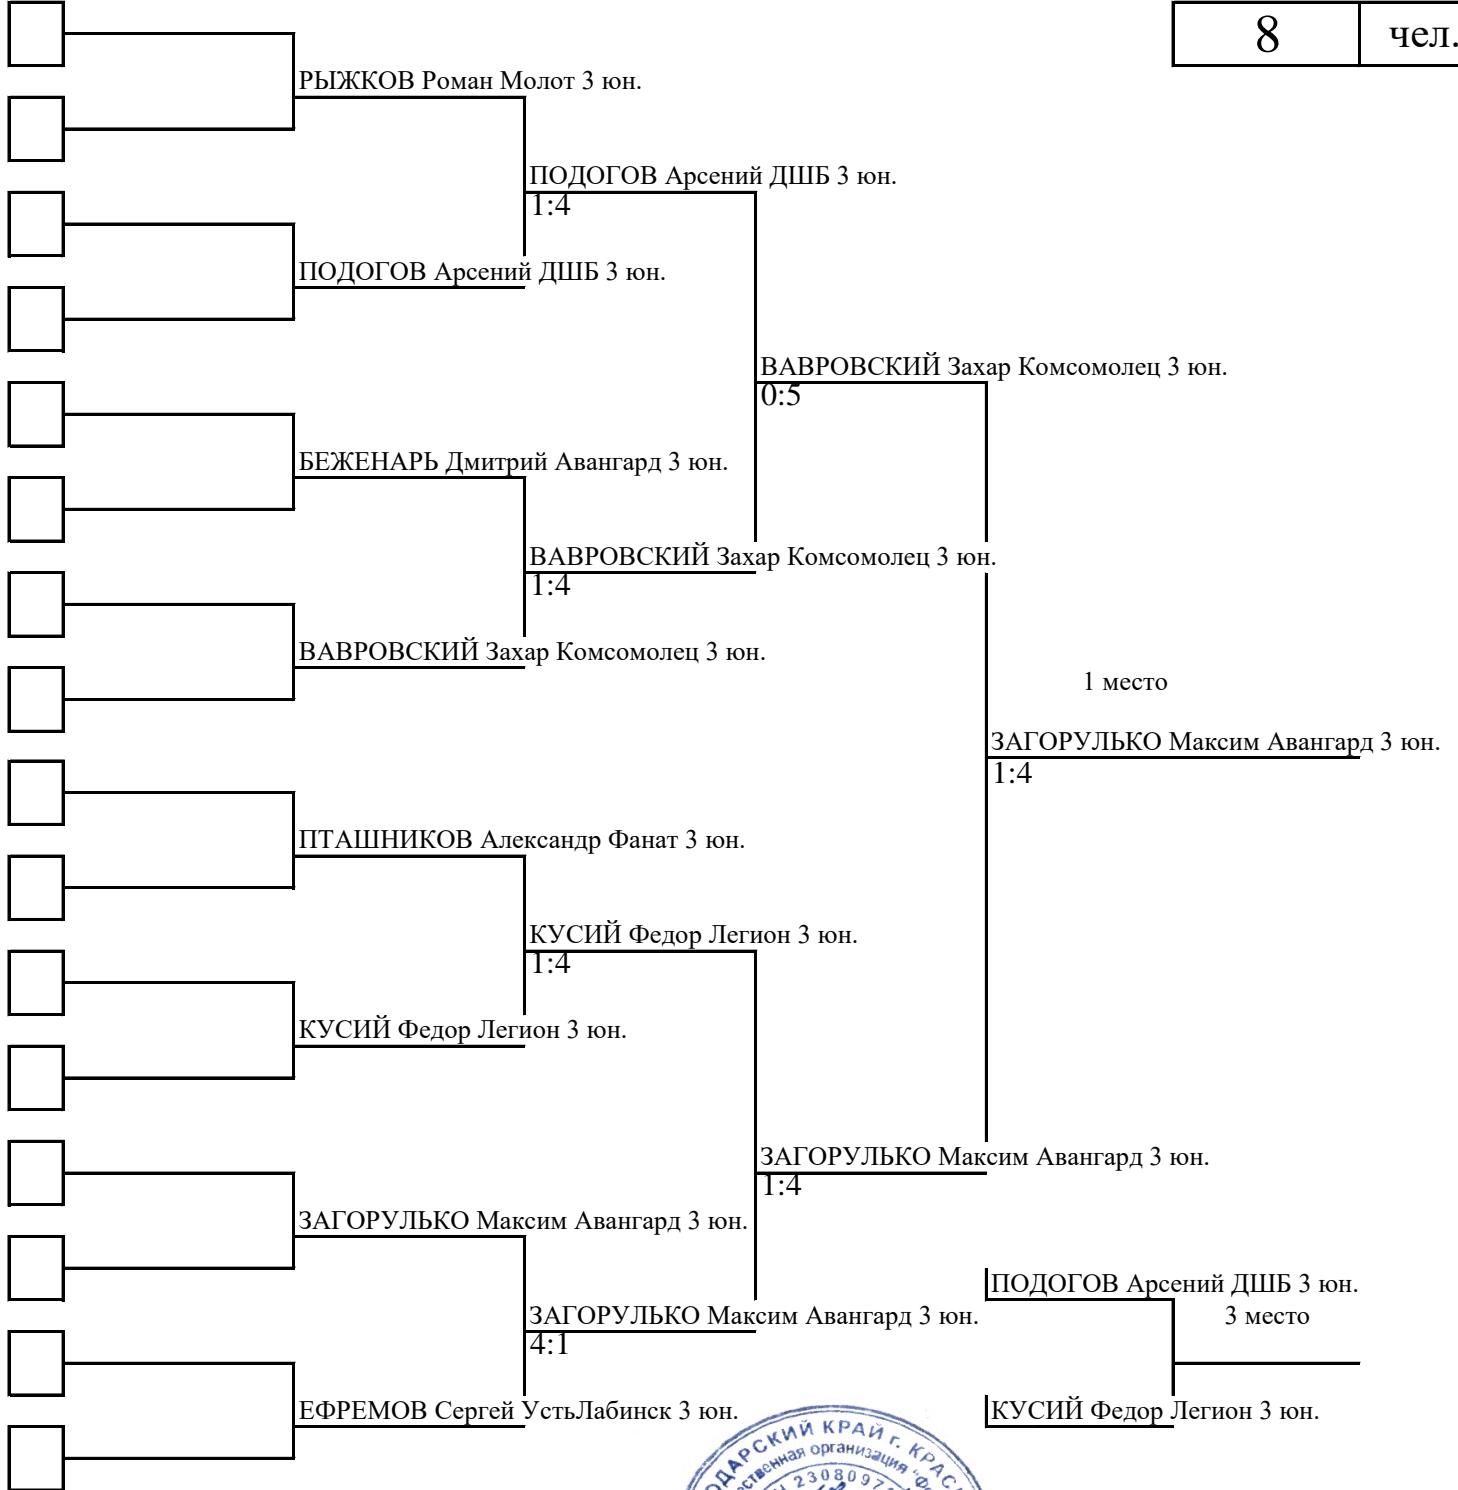 8 чел.
РЫЖКОВ Роман Молот 3 юн.
ПОДОГОВ Арсений ДШБ 3 юн.
1:4
ПОДОГОВ Арсений ДШБ 3 юн.
ВАВРОВСКИЙ Захар Комсомолец 3 юн.
0:5
БЕЖЕНАРЬ Дмитрий Авангард 3 юн.
ВАВРОВСКИЙ Захар Комсомолец 3 юн.
1:4
ВАВРОВСКИЙ Захар Комсомолец 3 юн.
1 место
ЗАГОРУЛЬКО Максим Авангард 3 юн.
1:4
ПТАШНИКОВ Александр Фанат 3 юн.
КУСИЙ Федор Легион 3 юн.
1:4
КУСИЙ Федор Легион 3 юн.
ЗАГОРУЛЬКО Максим Авангард 3 юн.
1:4
ЗАГОРУЛЬКО Максим Авангард 3 юн.
ПОДОГОВ Арсений ДШБ 3 юн.
ЗАГОРУЛЬКО Максим Авангард 3 юн.
3 место
4:1
ЕФРЕМОВ Сергей УстьЛабинск 3 юн.
КУСИЙ Федор Легион 3 юн.
КРАЙ г.
организация